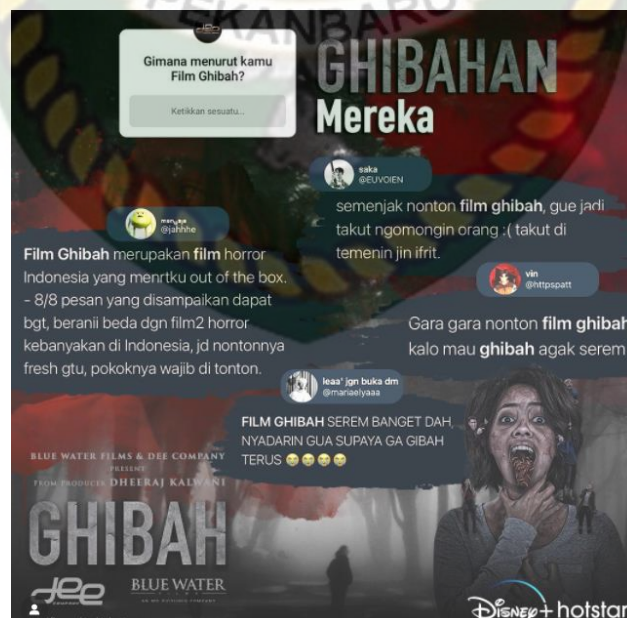 PEKANBARU
dee
Gimana menurut kamu
Film Ghibah?
Ketikkan sesuatu...
GHIBAHAN
Mereka
saka
@EUVOIEN
semenjak nonton film ghibah, gue jadi
takut ngomongin orang :( takut di
temenin jin ifrit.
@jahhhe
Film Ghibah merupakan film horror
Indonesia yang menrtku out of the box.
- 8/8 pesan yang disampaikan dapat
bgt, beranii beda dgn film2 horror
kebanyakan di Indonesia, jd nontonnya
fresh gtu, pokoknya wajib di tonton.
vin
@httpspatt
Gara gara nonton film ghibah
kalo mau ghibah agak serem
leaa' jgn buka dm
@mariaelyaaa
FILM GHIBAH SEREM BANGET DAH,
NYADARIN GUA SUPAYA GA GIBAH
TERUS 😂😂😂😂
BLUE WATER FILMS & DEE COMPANY
PRESENT
FROM PRODUCER DHEERAJ KALWANI
GHIBAH
dee
COMPANY
BLUE WATER
FILMS
Disney+ hotstar